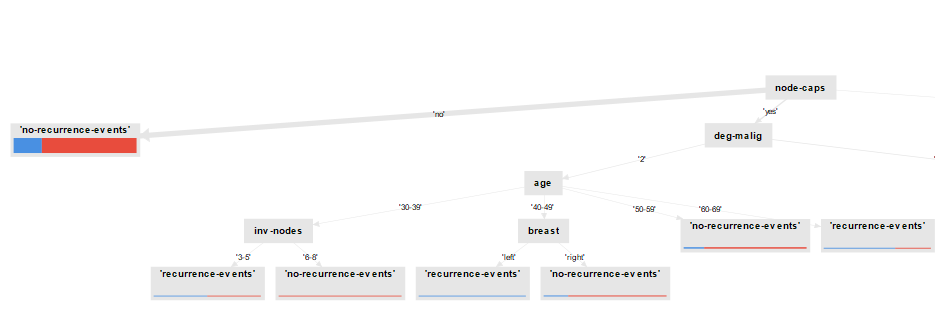 node-caps
'no'
'yes'
'no-recurrence-events'
deg-malig
'2'
age
'30-39'
'40-49'
'50-59'
'60-69'
inv-nodes
breast
'no-recurrence-events'
'recurrence-events'
'3-5'
'6-8'
'left'
'right'
'recurrence-events'
'no-recurrence-events'
'recurrence-events'
'no-recurrence-events'